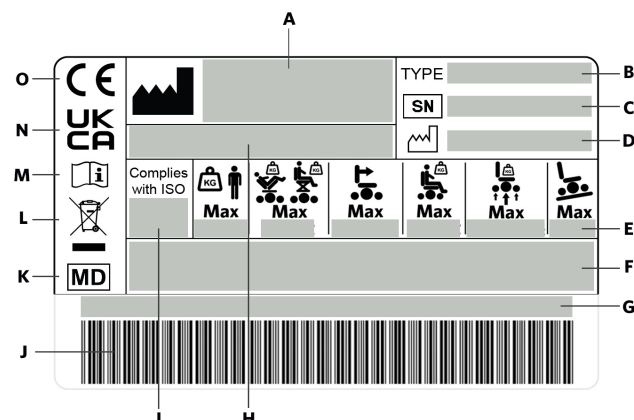 A
O
CE
TYPE
B
N
UK
CA
SN
C
D
M
i
Complies
with ISO
KG
KG
KG
KG
KG
L
Max
Max
Max
Max
Max
Max
E
K
MD
F
G
J
I
H